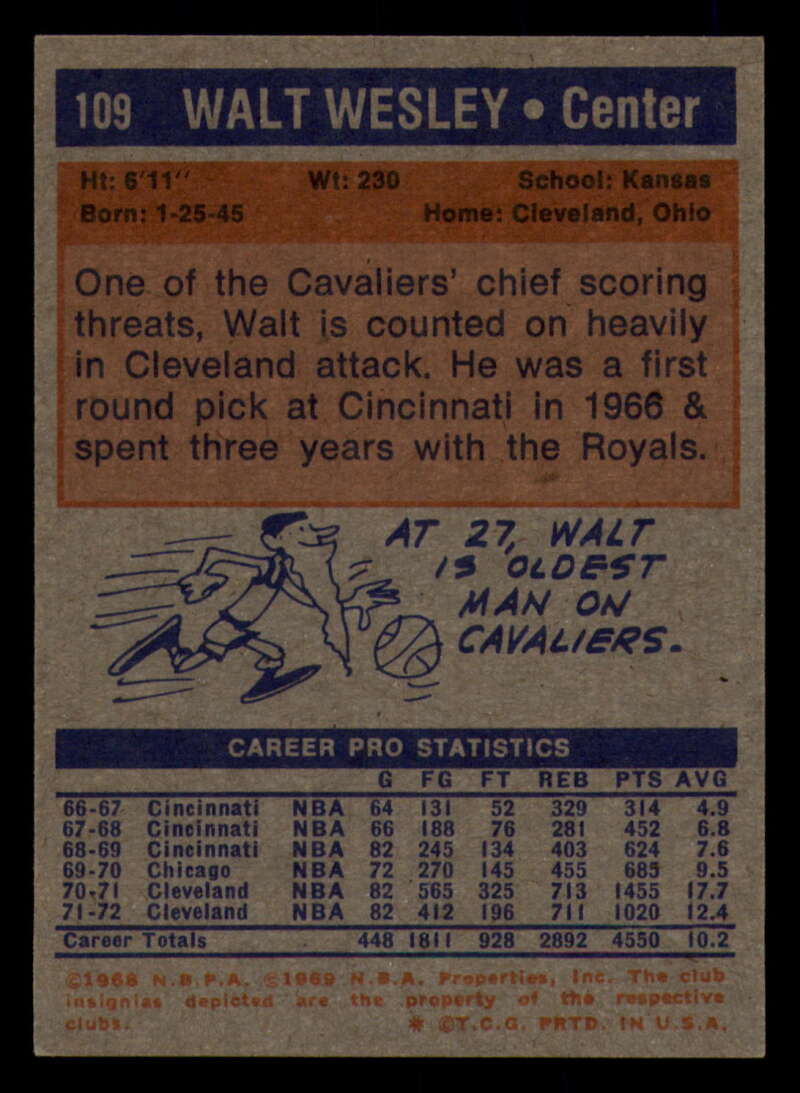 109 WALT WESLEY • Center
Ht: 6'11" Wt: 230 School: Kansas
Born: 1-25-45 Home: Cleveland, Ohio
One of the Cavaliers' chief scoring
threats, Walt is counted on heavily
in Cleveland attack. He was a first
round pick at Cincinnati in 1966 &
spent three years with the Royals.
AT 27, WALT
IS OLDEST
MAN ON
CAVALIERS.
CAREER PRO STATISTICS
G FG FT REB PTS AVG
66-67 Cincinnati NBA 64 131 52 329 314 4.9
67-68 Cincinnati NBA 66 188 76 281 452 6.8
68-69 Cincinnati NBA 82 245 134 403 624 7.6
69-70 Chicago NBA 72 270 145 455 685 9.5
70-71 Cleveland NBA 82 565 325 713 1455 17.7
71-72 Cleveland NBA 82 412 196 711 1020 12.4
Career Totals 448 1811 928 2892 4550 10.2
©1968 N.B.P.A. ©1969 N.B.A. Properties, Inc. The club
insignias depicted are the property of the respective
clubs. * ©T.C.G. PRTD. IN U.S.A.